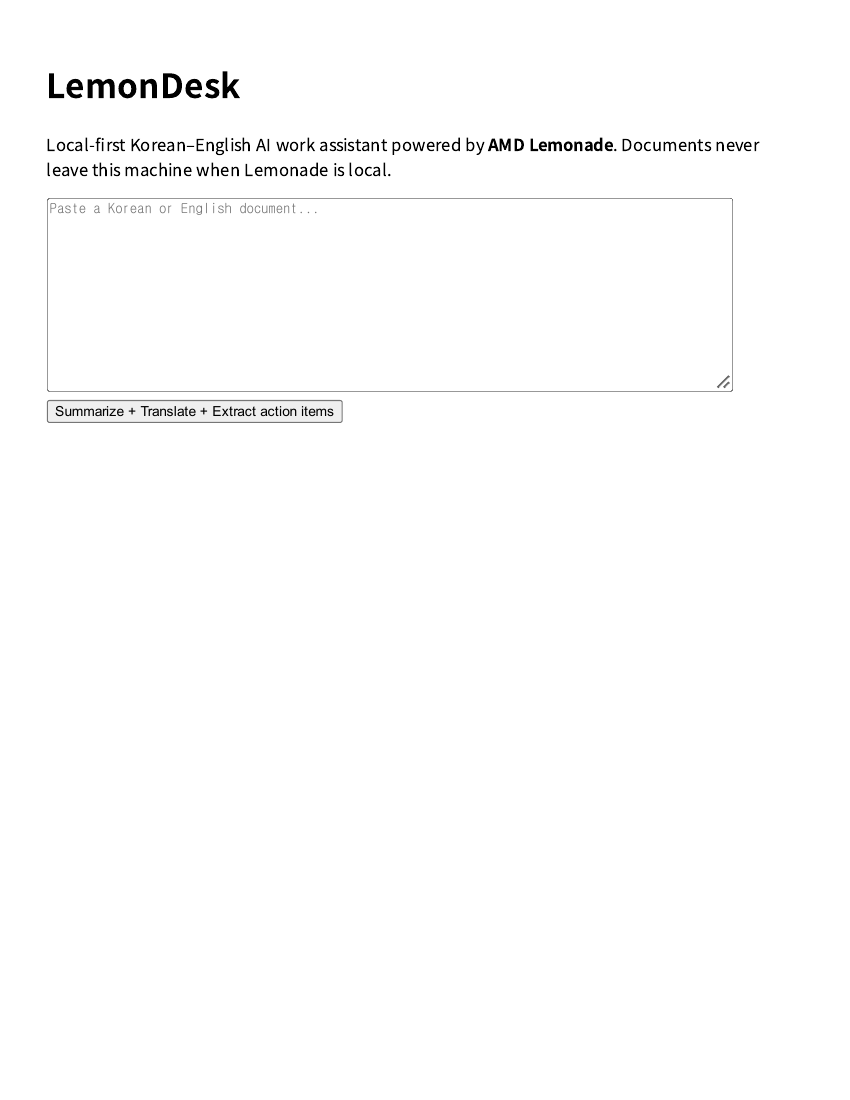 LemonDesk
Local-first Korean–English AI work assistant powered by AMD Lemonade. Documents never
leave this machine when Lemonade is local.
Paste a Korean or English document...
Summarize + Translate + Extract action items